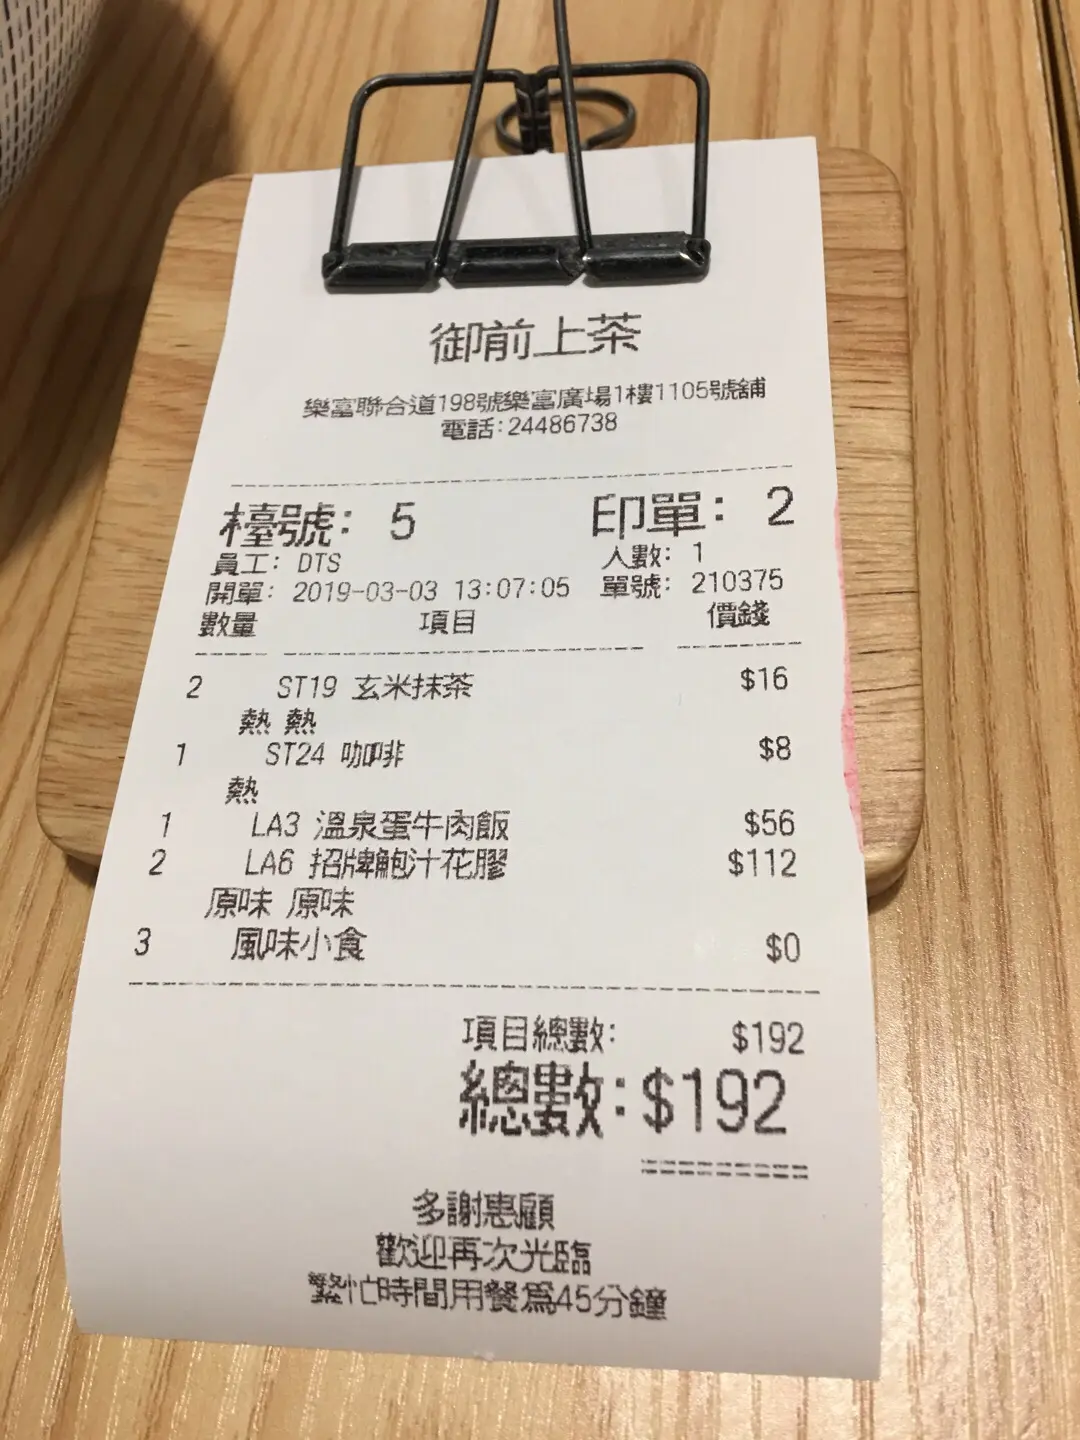 御前上茶
樂富聯合道198號樂富廣場1樓1105號舖
電話:24486738
檯號: 5 印單: 2
員工: DTS 人數: 1
開單: 2019-03-03 13:07:05 單號: 210375
數量 項目 價錢
2 ST19 玄米抹茶 $16
熱 熱
1 ST24 咖啡 $8
熱
1 LA3 溫泉蛋牛肉飯 $56
2 LA6 招牌鮑汁花膠 $112
原味 原味
3 風味小食 $0
項目總數: $192
總數:$192
多謝惠顧
歡迎再次光臨
繁忙時間用餐爲45分鐘